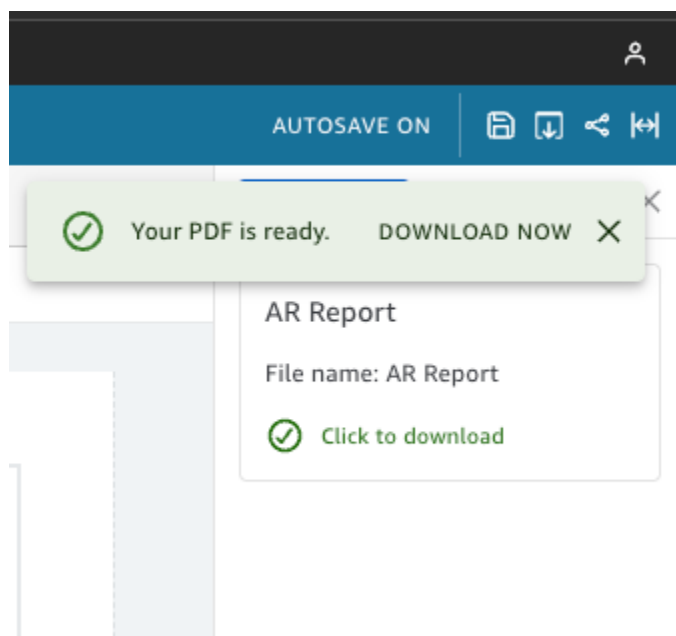 AUTOSAVE ON
Your PDF is ready. DOWNLOAD NOW
AR Report
File name: AR Report
Click to download